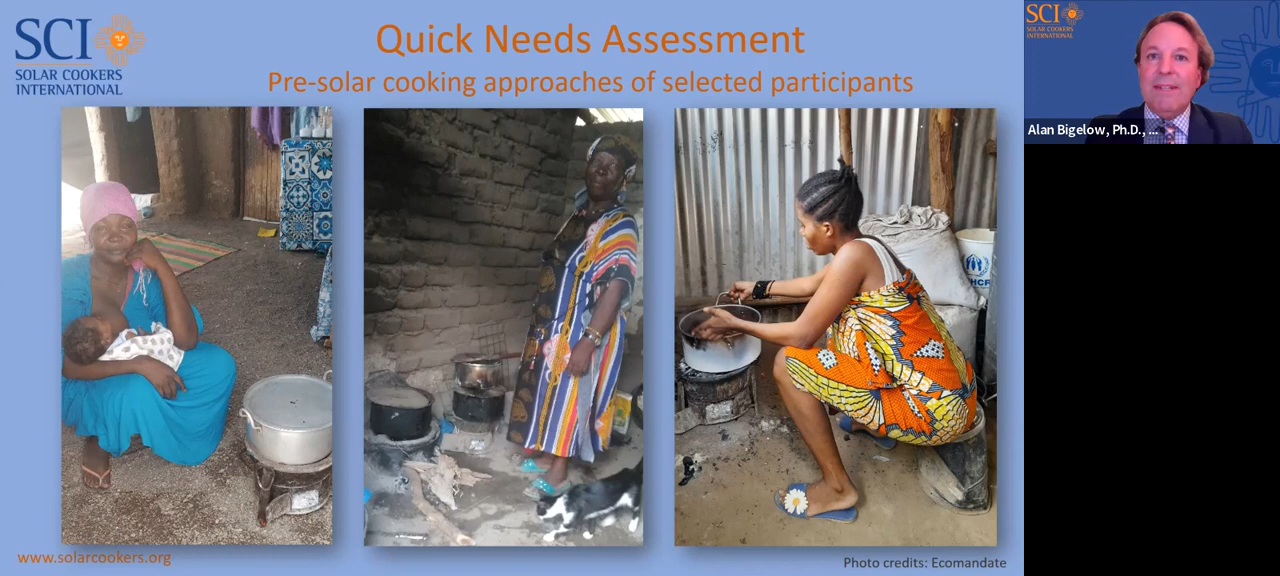 SCI
SOLAR COOKERS
INTERNATIONAL
Quick Needs Assessment
Pre-solar cooking approaches of selected participants
www.solarcookers.org
Photo credits: Ecomandate
SCI
SOLAR COOKERS
INTERNATIONAL
Alan Bigelow, Ph.D., ...